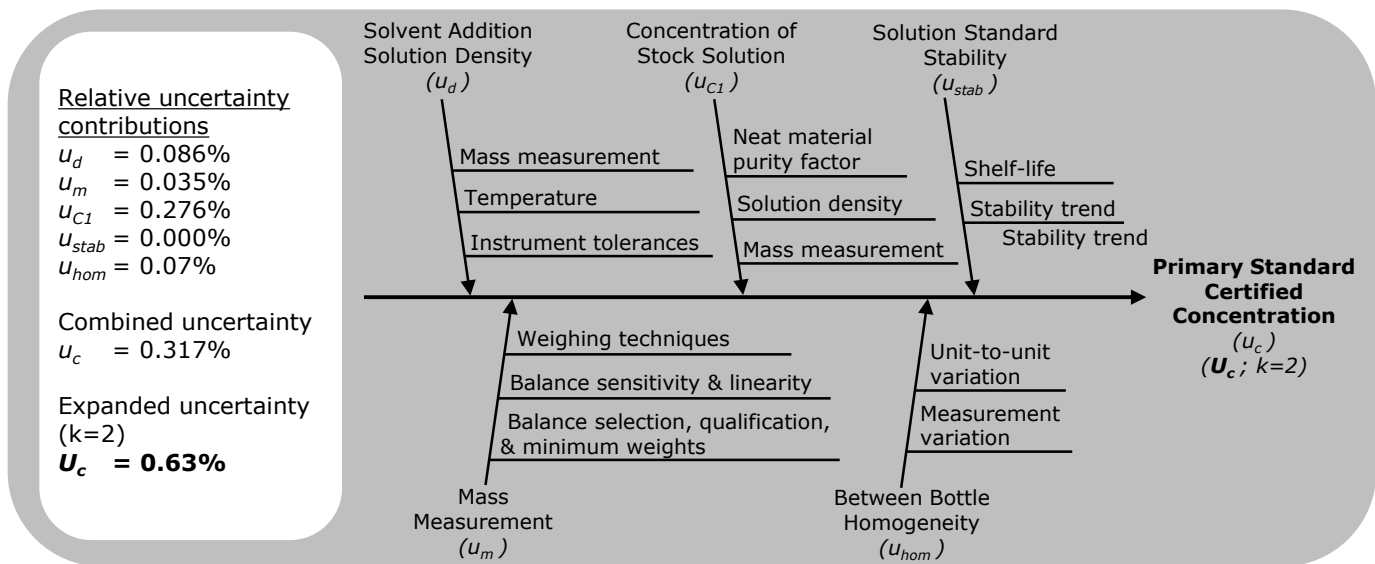 Relative uncertainty
contributions
u_d = 0.086%
u_m = 0.035%
u_C1 = 0.276%
u_stab = 0.000%
u_hom = 0.07%
Combined uncertainty
u_c = 0.317%
Expanded uncertainty
(k=2)
U_c = 0.63%
Solvent Addition
Solution Density
(u_d)
Mass measurement
Temperature
Instrument tolerances
Concentration of
Stock Solution
(u_C1)
Neat material
purity factor
Solution density
Mass measurement
Solution Standard
Stability
(u_stab)
Shelf-life
Stability trend
Stability trend
Weighing techniques
Balance sensitivity & linearity
Balance selection, qualification,
& minimum weights
Mass
Measurement
(u_m)
Unit-to-unit
variation
Measurement
variation
Between Bottle
Homogeneity
(u_hom)
Primary Standard
Certified
Concentration
(u_c)
(U_c; k=2)